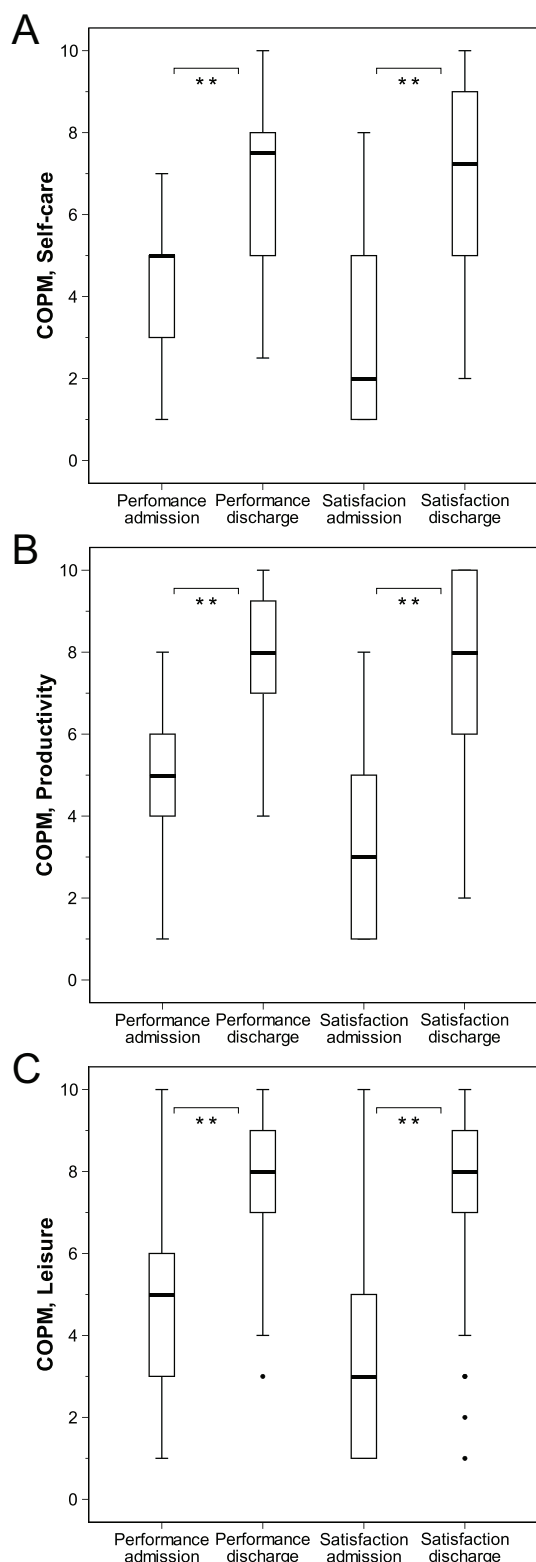 A
COPM, Self-care
10
8
6
4
2
0
**
**
Perfomance
admission
Performance
discharge
Satisfacion
admission
Satisfaction
discharge
B
COPM, Productivity
10
8
6
4
2
0
**
**
Performance
admission
Performance
discharge
Satisfaction
admission
Satisfaction
discharge
C
COPM, Leisure
10
8
6
4
2
0
**
**
Performance
admission
Performance
discharge
Satisfaction
admission
Satisfaction
discharge